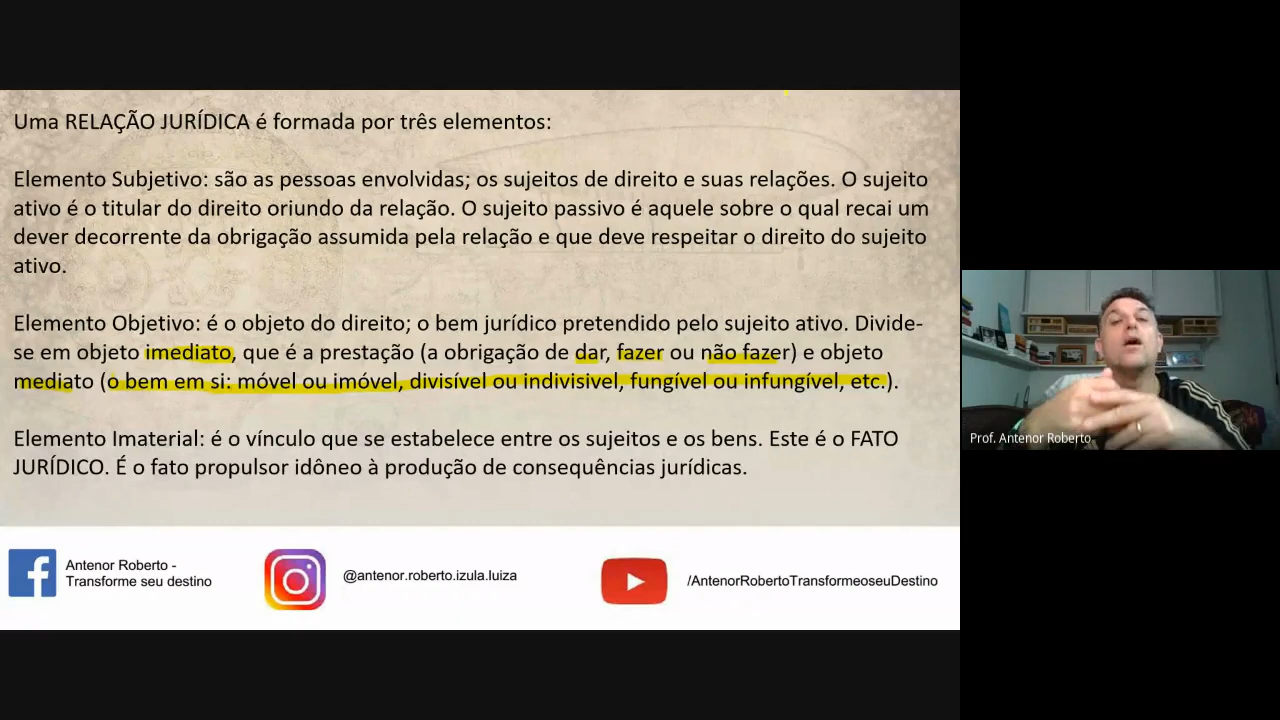 Uma RELAÇÃO JURÍDICA é formada por três elementos:
Elemento Subjetivo: são as pessoas envolvidas; os sujeitos de direito e suas relações. O sujeito
ativo é o titular do direito oriundo da relação. O sujeito passivo é aquele sobre o qual recai um
dever decorrente da obrigação assumida pela relação e que deve respeitar o direito do sujeito
ativo.
Elemento Objetivo: é o objeto do direito; o bem jurídico pretendido pelo sujeito ativo. Divide-
se em objeto imediato, que é a prestação (a obrigação de dar, fazer ou não fazer) e objeto
mediato (o bem em si: móvel ou imóvel, divisível ou indivisivel, fungível ou infungível, etc.).
Elemento Imaterial: é o vínculo que se estabelece entre os sujeitos e os bens. Este é o FATO
JURÍDICO. É o fato propulsor idôneo à produção de consequências jurídicas.
Antenor Roberto -
Transforme seu destino
@antenor.roberto.izula.luiza
/AntenorRobertoTransformeoseuDestino
Prof. Antenor Roberto